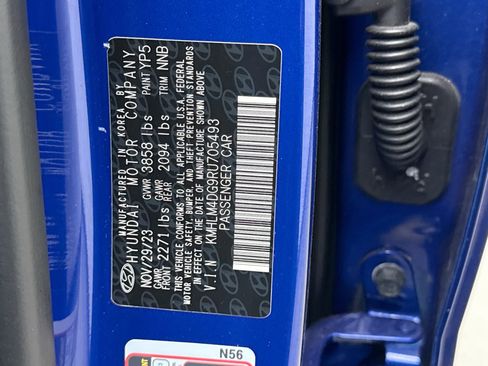 MANUFACTURED IN KOREA BY
HYUNDAI MOTOR COMPANY
NOV/29/23 GVWR 3858 lbs PAINT YP5
GAWR FRONT 2271 lbs GAWR REAR 2094 lbs TRIM NNB
THIS VEHICLE CONFORMS TO ALL APPLICABLE U.S.A. FEDERAL
MOTOR VEHICLE SAFETY, BUMPER, AND THEFT PREVENTION STANDARDS
IN EFFECT ON THE DATE OF MANUFACTURE SHOWN ABOVE
V.I.N: KMHLM4DG9RU705493
PASSENGER CAR
N56